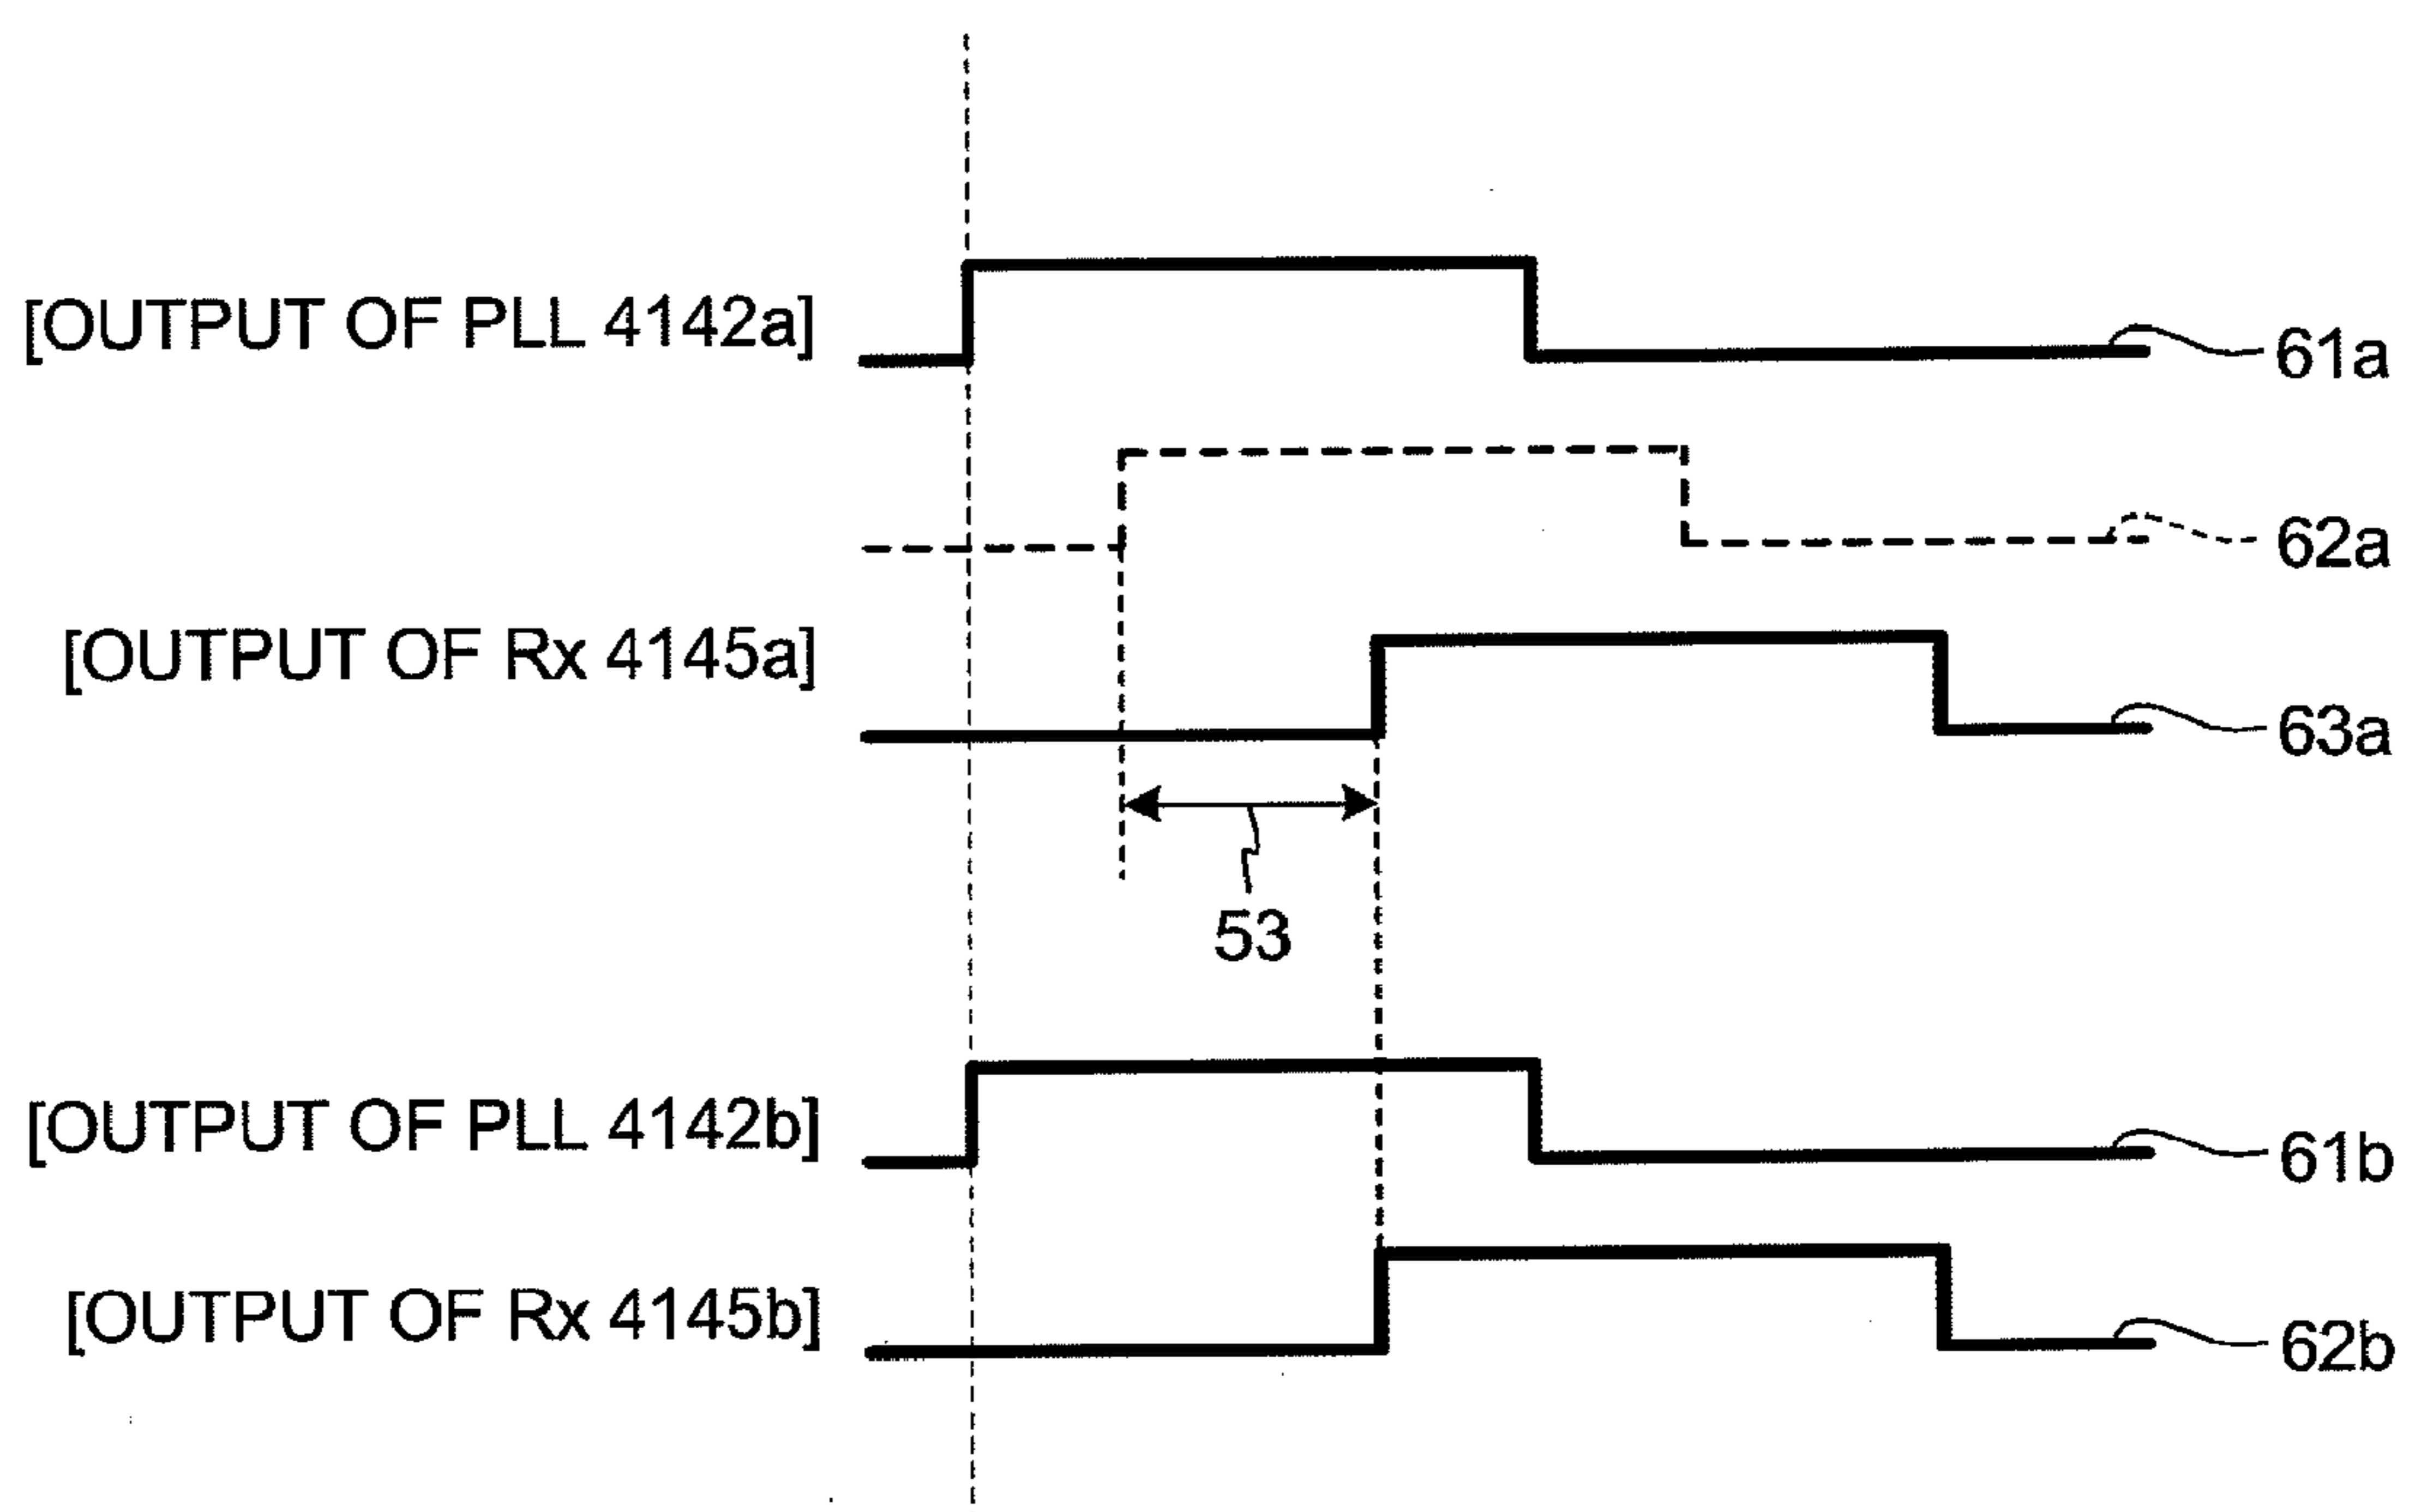 [OUTPUT OF PLL 4142a]
61a
62a
[OUTPUT OF Rx 4145a]
63a
53
[OUTPUT OF PLL 4142b]
61b
[OUTPUT OF Rx 4145b]
62b